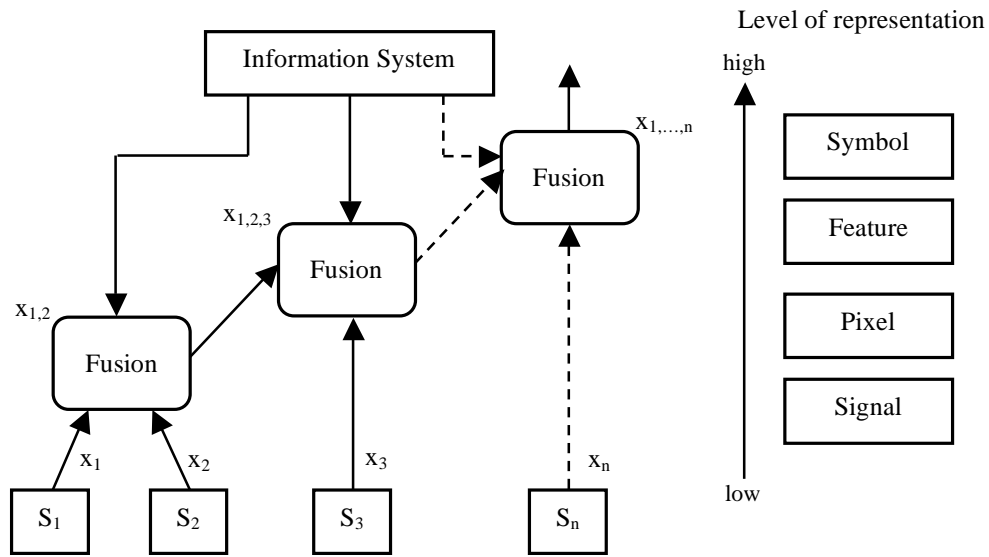 Level of representation
Information System
high
x1,...,n
Symbol
Fusion
x1,2,3
Feature
Fusion
x1,2
Pixel
Fusion
Signal
x1
x2
x3
xn
low
S1
S2
S3
Sn